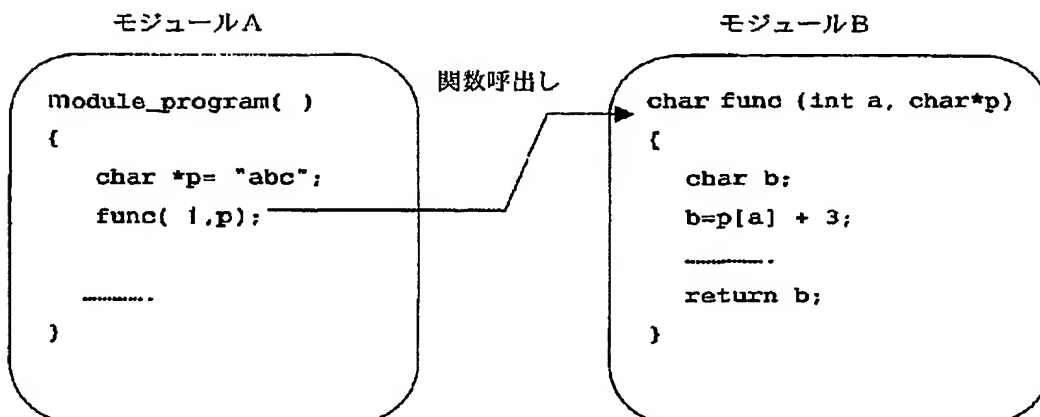 モジュールA
module_program( )
{
char *p= "abc";
func( i,p);
………….
}
関数呼出し
モジュールB
char func (int a, char*p)
{
char b;
b=p[a] + 3;
………….
return b;
}